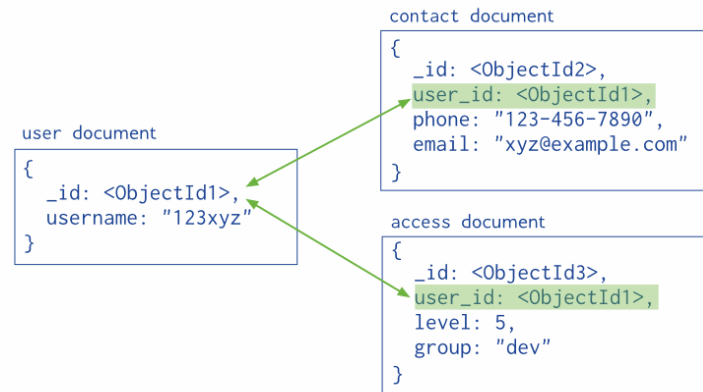 user document
{
_id: <ObjectId1>,
username: "123xyz"
}
contact document
{
_id: <ObjectId2>,
user_id: <ObjectId1>,
phone: "123-456-7890",
email: "xyz@example.com"
}
access document
{
_id: <ObjectId3>,
user_id: <ObjectId1>,
level: 5,
group: "dev"
}